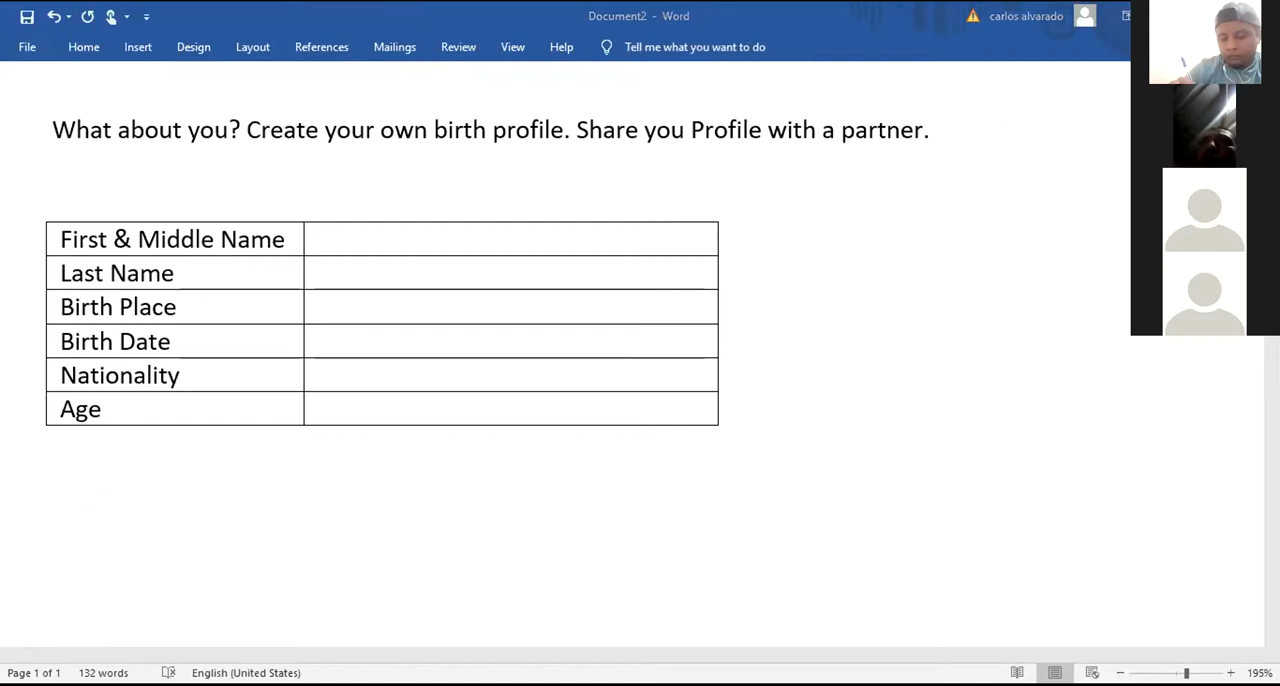 Document2 - Word
carlos alvarado
File Home Insert Design Layout References Mailings Review View Help Tell me what you want to do
What about you? Create your own birth profile. Share you Profile with a partner.
First & Middle Name
Last Name
Birth Place
Birth Date
Nationality
Age
Page 1 of 1 132 words English (United States) 195%